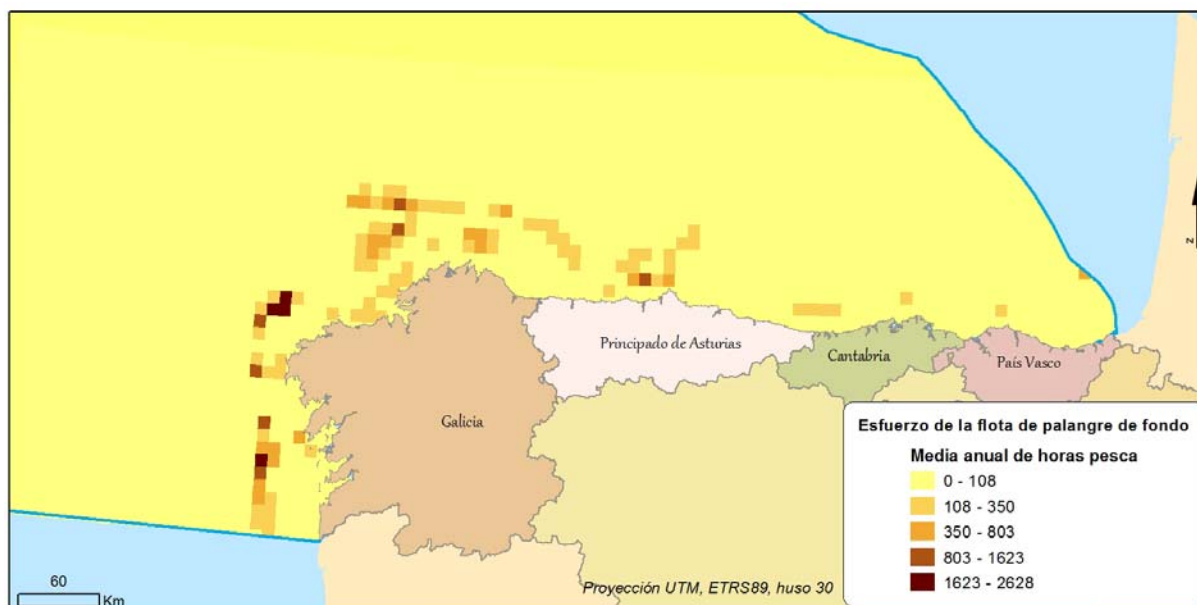 Principado de Asturias
Cantabria
País Vasco
Galicia
Z
Esfuerzo de la flota de palangre de fondo
Media anual de horas pesca
0 - 108
108 - 350
350 - 803
803 - 1623
1623 - 2628
60
Km
Proyección UTM, ETRS89, huso 30